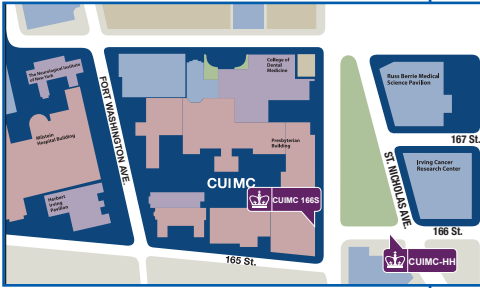 The Neurological Institute
of New York
College of
Dental
Medicine
Russ Berrie Medical
Science Pavilion
FORT WASHINGTON AVE.
Milstein
Hospital Building
Presbyterian
Building
167 St.
ST. NICHOLAS AVE.
Irving Cancer
Research Center
CUIMC
CUIMC 166S
Herbert
Irving
Pavilion
166 St.
165 St.
CUIMC-HH